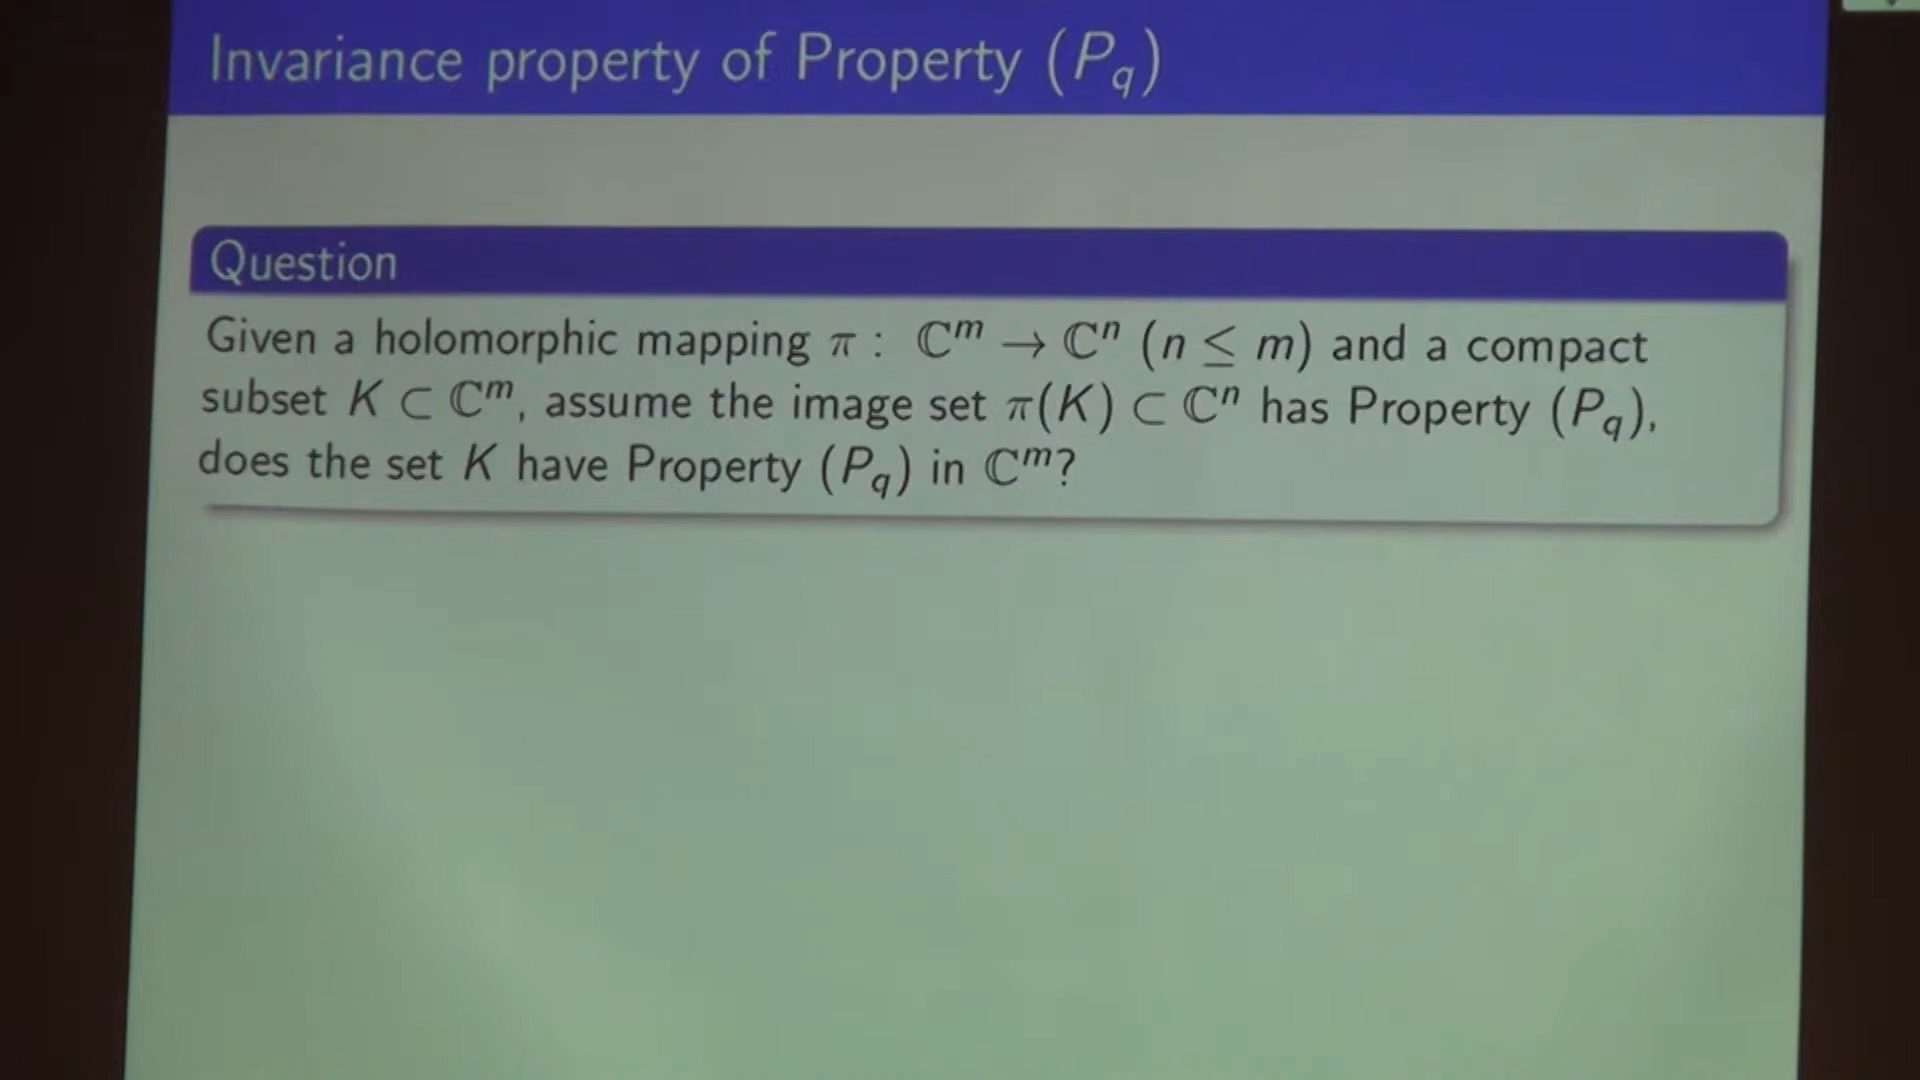 Invariance property of Property (P_q)
Question
Given a holomorphic mapping π : ℂ^m → ℂ^n (n ≤ m) and a compact
subset K ⊂ ℂ^m, assume the image set π(K) ⊂ ℂ^n has Property (P_q),
does the set K have Property (P_q) in ℂ^m?